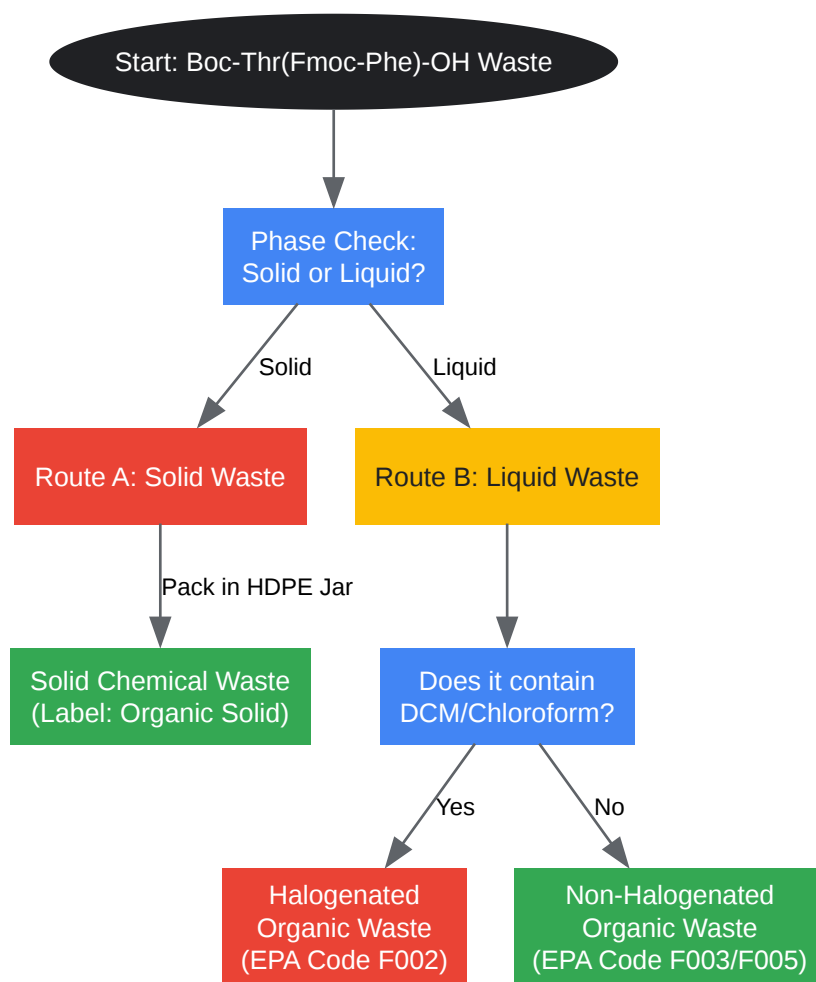 Start: Boc-Thr(Fmoc-Phe)-OH Waste
Phase Check:
Solid or Liquid?
Solid
Liquid
Route A: Solid Waste
Route B: Liquid Waste
Pack in HDPE Jar
Solid Chemical Waste
(Label: Organic Solid)
Does it contain
DCM/Chloroform?
Yes
No
Halogenated
Organic Waste
(EPA Code F002)
Non-Halogenated
Organic Waste
(EPA Code F003/F005)